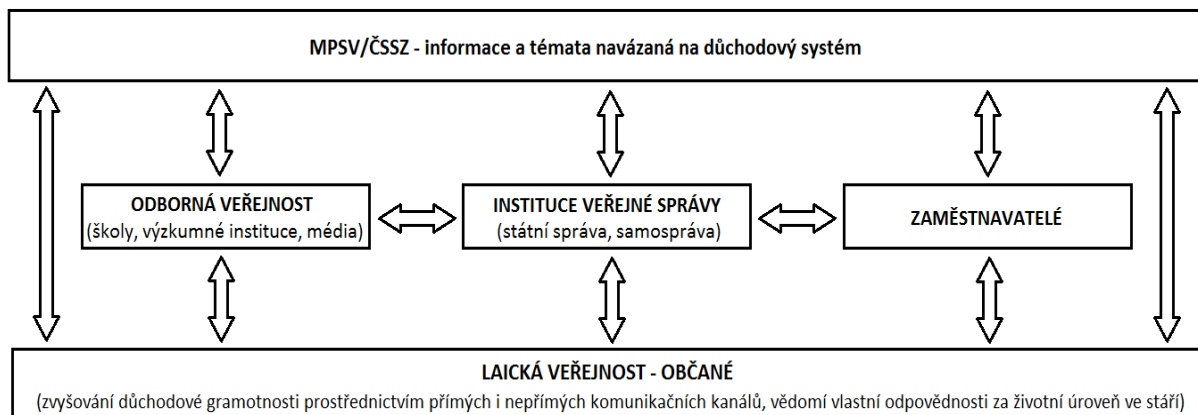 MPSV/ČSSZ - informace a témata navázaná na důchodový systém
ODBORNÁ VEŘEJNOST
(školy, výzkumné instituce, média)
INSTITUCE VEŘEJNÉ SPRÁVY
(státní správa, samospráva)
ZAMĚSTNAVATELÉ
LAICKÁ VEŘEJNOST - OBČANÉ
(zvyšování důchodové gramotnosti prostřednictvím přímých i nepřímých komunikačních kanálů, vědomí vlastní odpovědnosti za životní úroveň ve stáří)